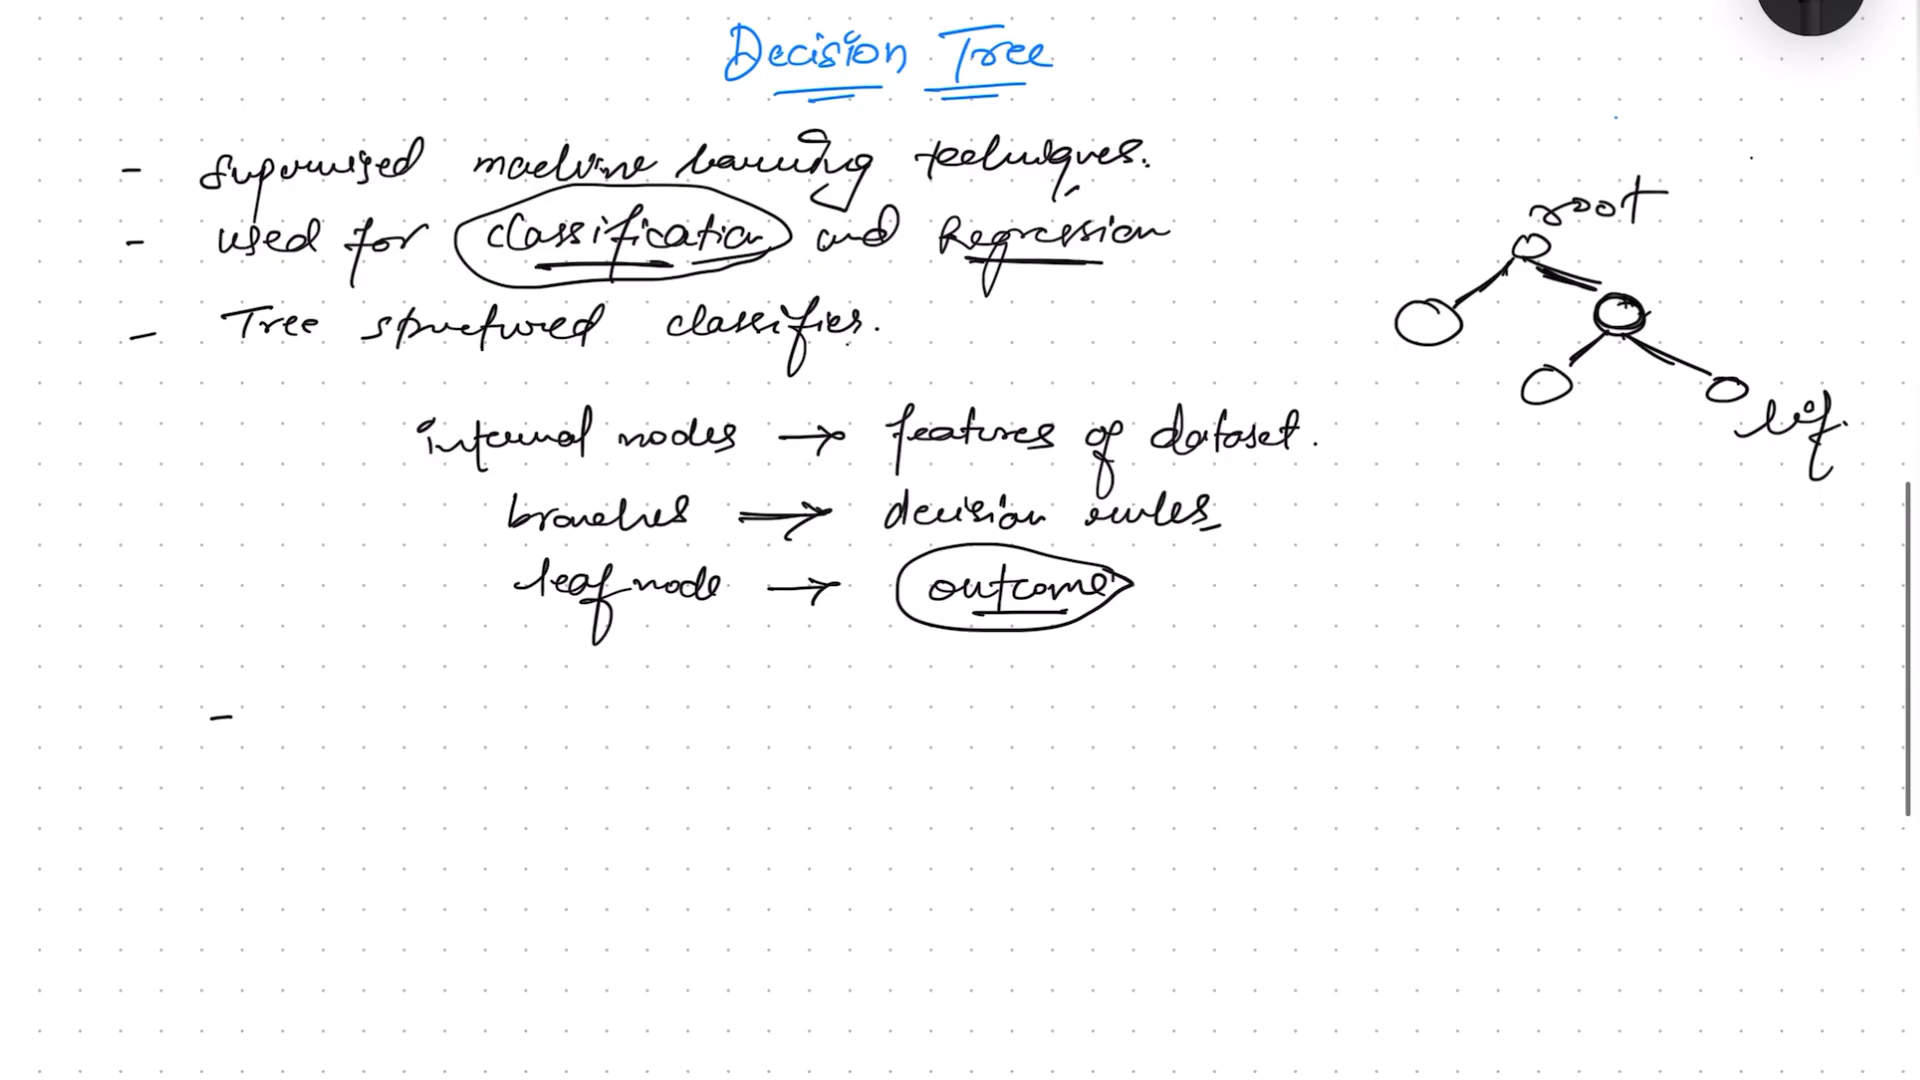 Decision Tree
- Supervised machine learning techniques.
- used for classification and Regression
- Tree structured classifier.
root
leaf.
internal nodes → features of dataset.
branches → decision rules
leaf node → outcome
-